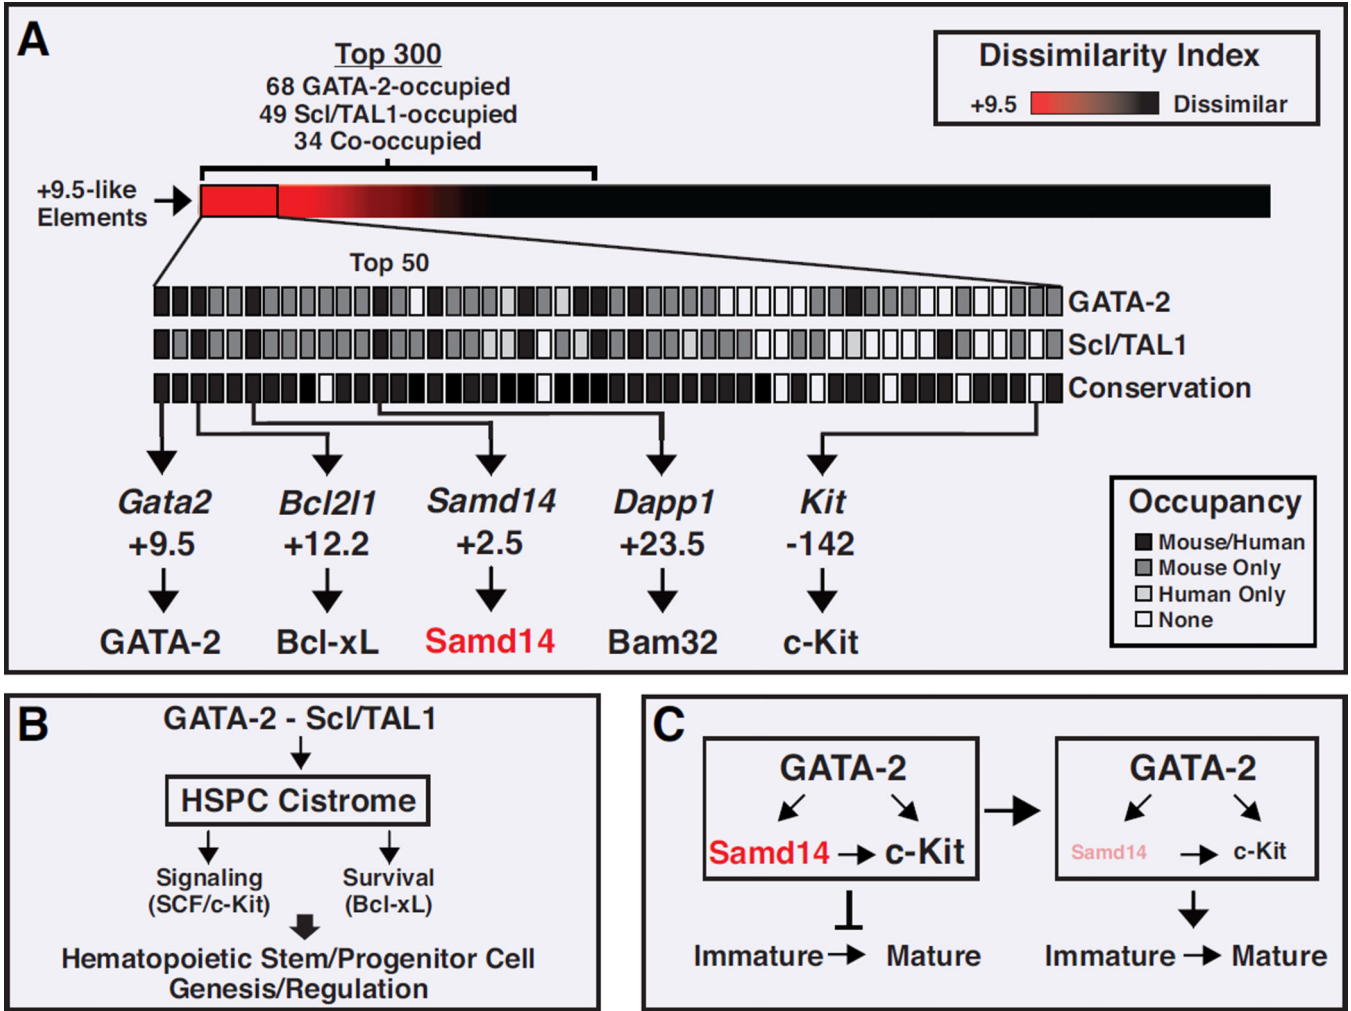 A
Top 300
68 GATA-2-occupied
49 Scl/TAL1-occupied
34 Co-occupied
Dissimilarity Index
+9.5 Dissimilar
+9.5-like
Elements
Top 50
GATA-2
Scl/TAL1
Conservation
Gata2 Bcl2l1 Samd14 Dapp1 Kit
+9.5 +12.2 +2.5 +23.5 -142
GATA-2 Bcl-xL Samd14 Bam32 c-Kit
Occupancy
Mouse/Human
Mouse Only
Human Only
None
B
GATA-2 - Scl/TAL1
HSPC Cistrome
Signaling Survival
(SCF/c-Kit) (Bcl-xL)
Hematopoietic Stem/Progenitor Cell
Genesis/Regulation
C
GATA-2 GATA-2
Samd14 c-Kit Samd14 c-Kit
Immature Mature Immature Mature